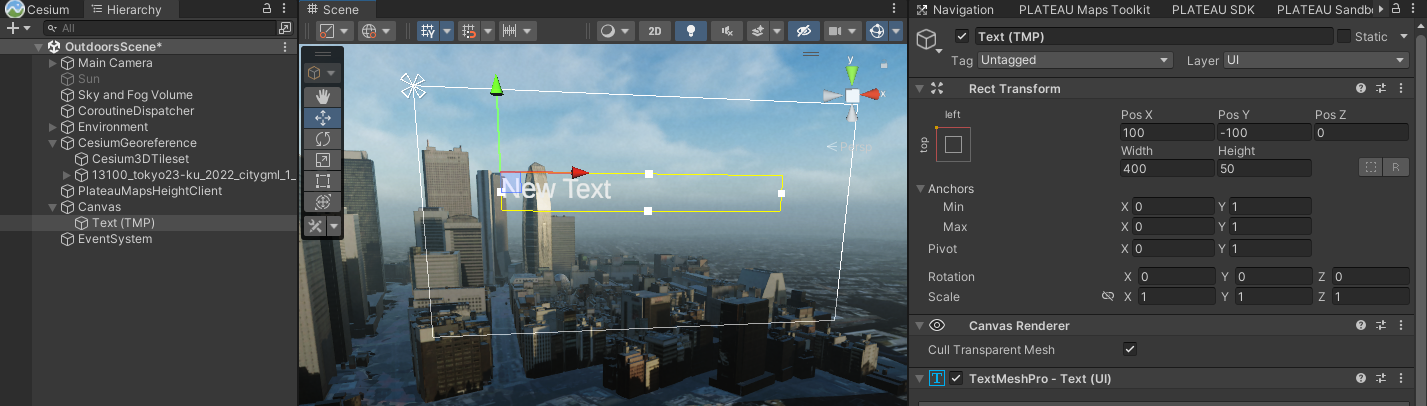 Cesium Hierarchy
All
OutdoorsScene*
Main Camera
Sun
Sky and Fog Volume
CoroutineDispatcher
Environment
CesiumGeoreference
Cesium3DTileset
13100_tokyo23-ku_2022_citygml_1_
PlateauMapsHeightClient
Canvas
Text (TMP)
EventSystem
Scene
2D
y
x
Persp
New Text
Navigation PLATEAU Maps Toolkit PLATEAU SDK PLATEAU Sandbo
Text (TMP) Static
Tag Untagged Layer UI
Rect Transform
left Pos X Pos Y Pos Z
top 100 -100 0
Width Height
400 50 R
Anchors
Min X 0 Y 1
Max X 0 Y 1
Pivot X 0 Y 1
Rotation X 0 Y 0 Z 0
Scale X 1 Y 1 Z 1
Canvas Renderer
Cull Transparent Mesh
T TextMeshPro - Text (UI)